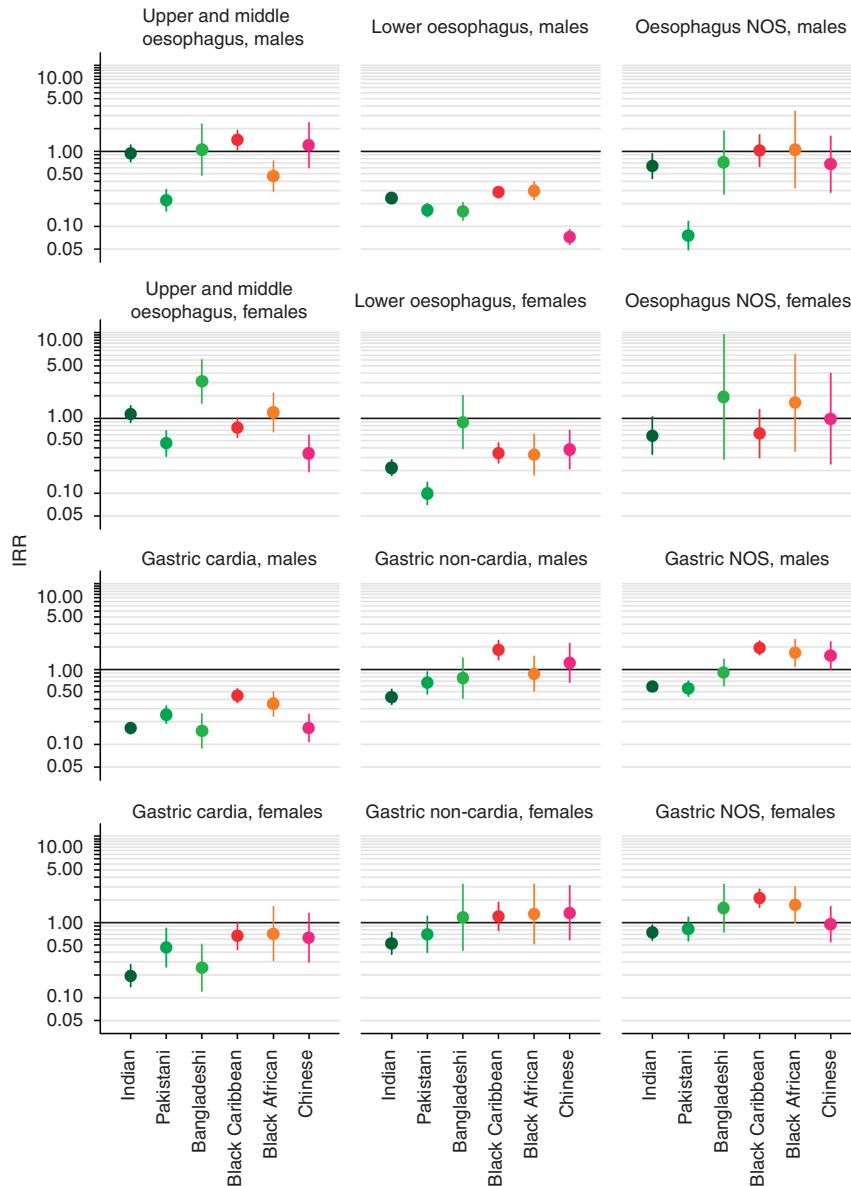 Upper and middle
oesophagus, males
Lower oesophagus, males
Oesophagus NOS, males
10.00
5.00
1.00
0.50
0.10
0.05
Upper and middle
oesophagus, females
Lower oesophagus, females
Oesophagus NOS, females
10.00
5.00
1.00
0.50
0.10
0.05
IRR
Gastric cardia, males
Gastric non-cardia, males
Gastric NOS, males
10.00
5.00
1.00
0.50
0.10
0.05
Gastric cardia, females
Gastric non-cardia, females
Gastric NOS, females
10.00
5.00
1.00
0.50
0.10
0.05
Indian
Pakistani
Bangladeshi
Black Caribbean
Black African
Chinese
Indian
Pakistani
Bangladeshi
Black Caribbean
Black African
Chinese
Indian
Pakistani
Bangladeshi
Black Caribbean
Black African
Chinese